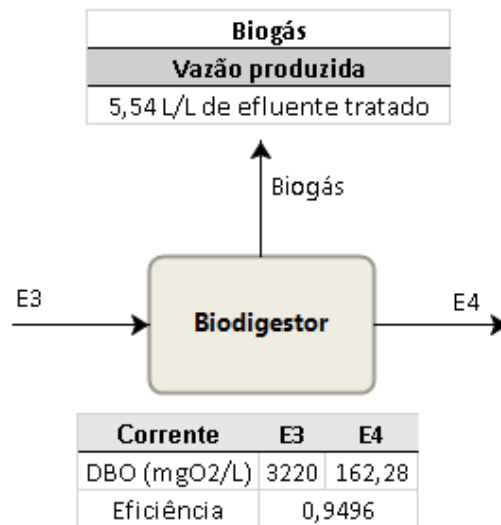 Biogás
Vazão produzida
5,54 L/L de efluente tratado
Biogás
E3
Biodigestor
E4
Corrente E3 E4
DBO (mgO2/L) 3220 162,28
Eficiência 0,9496